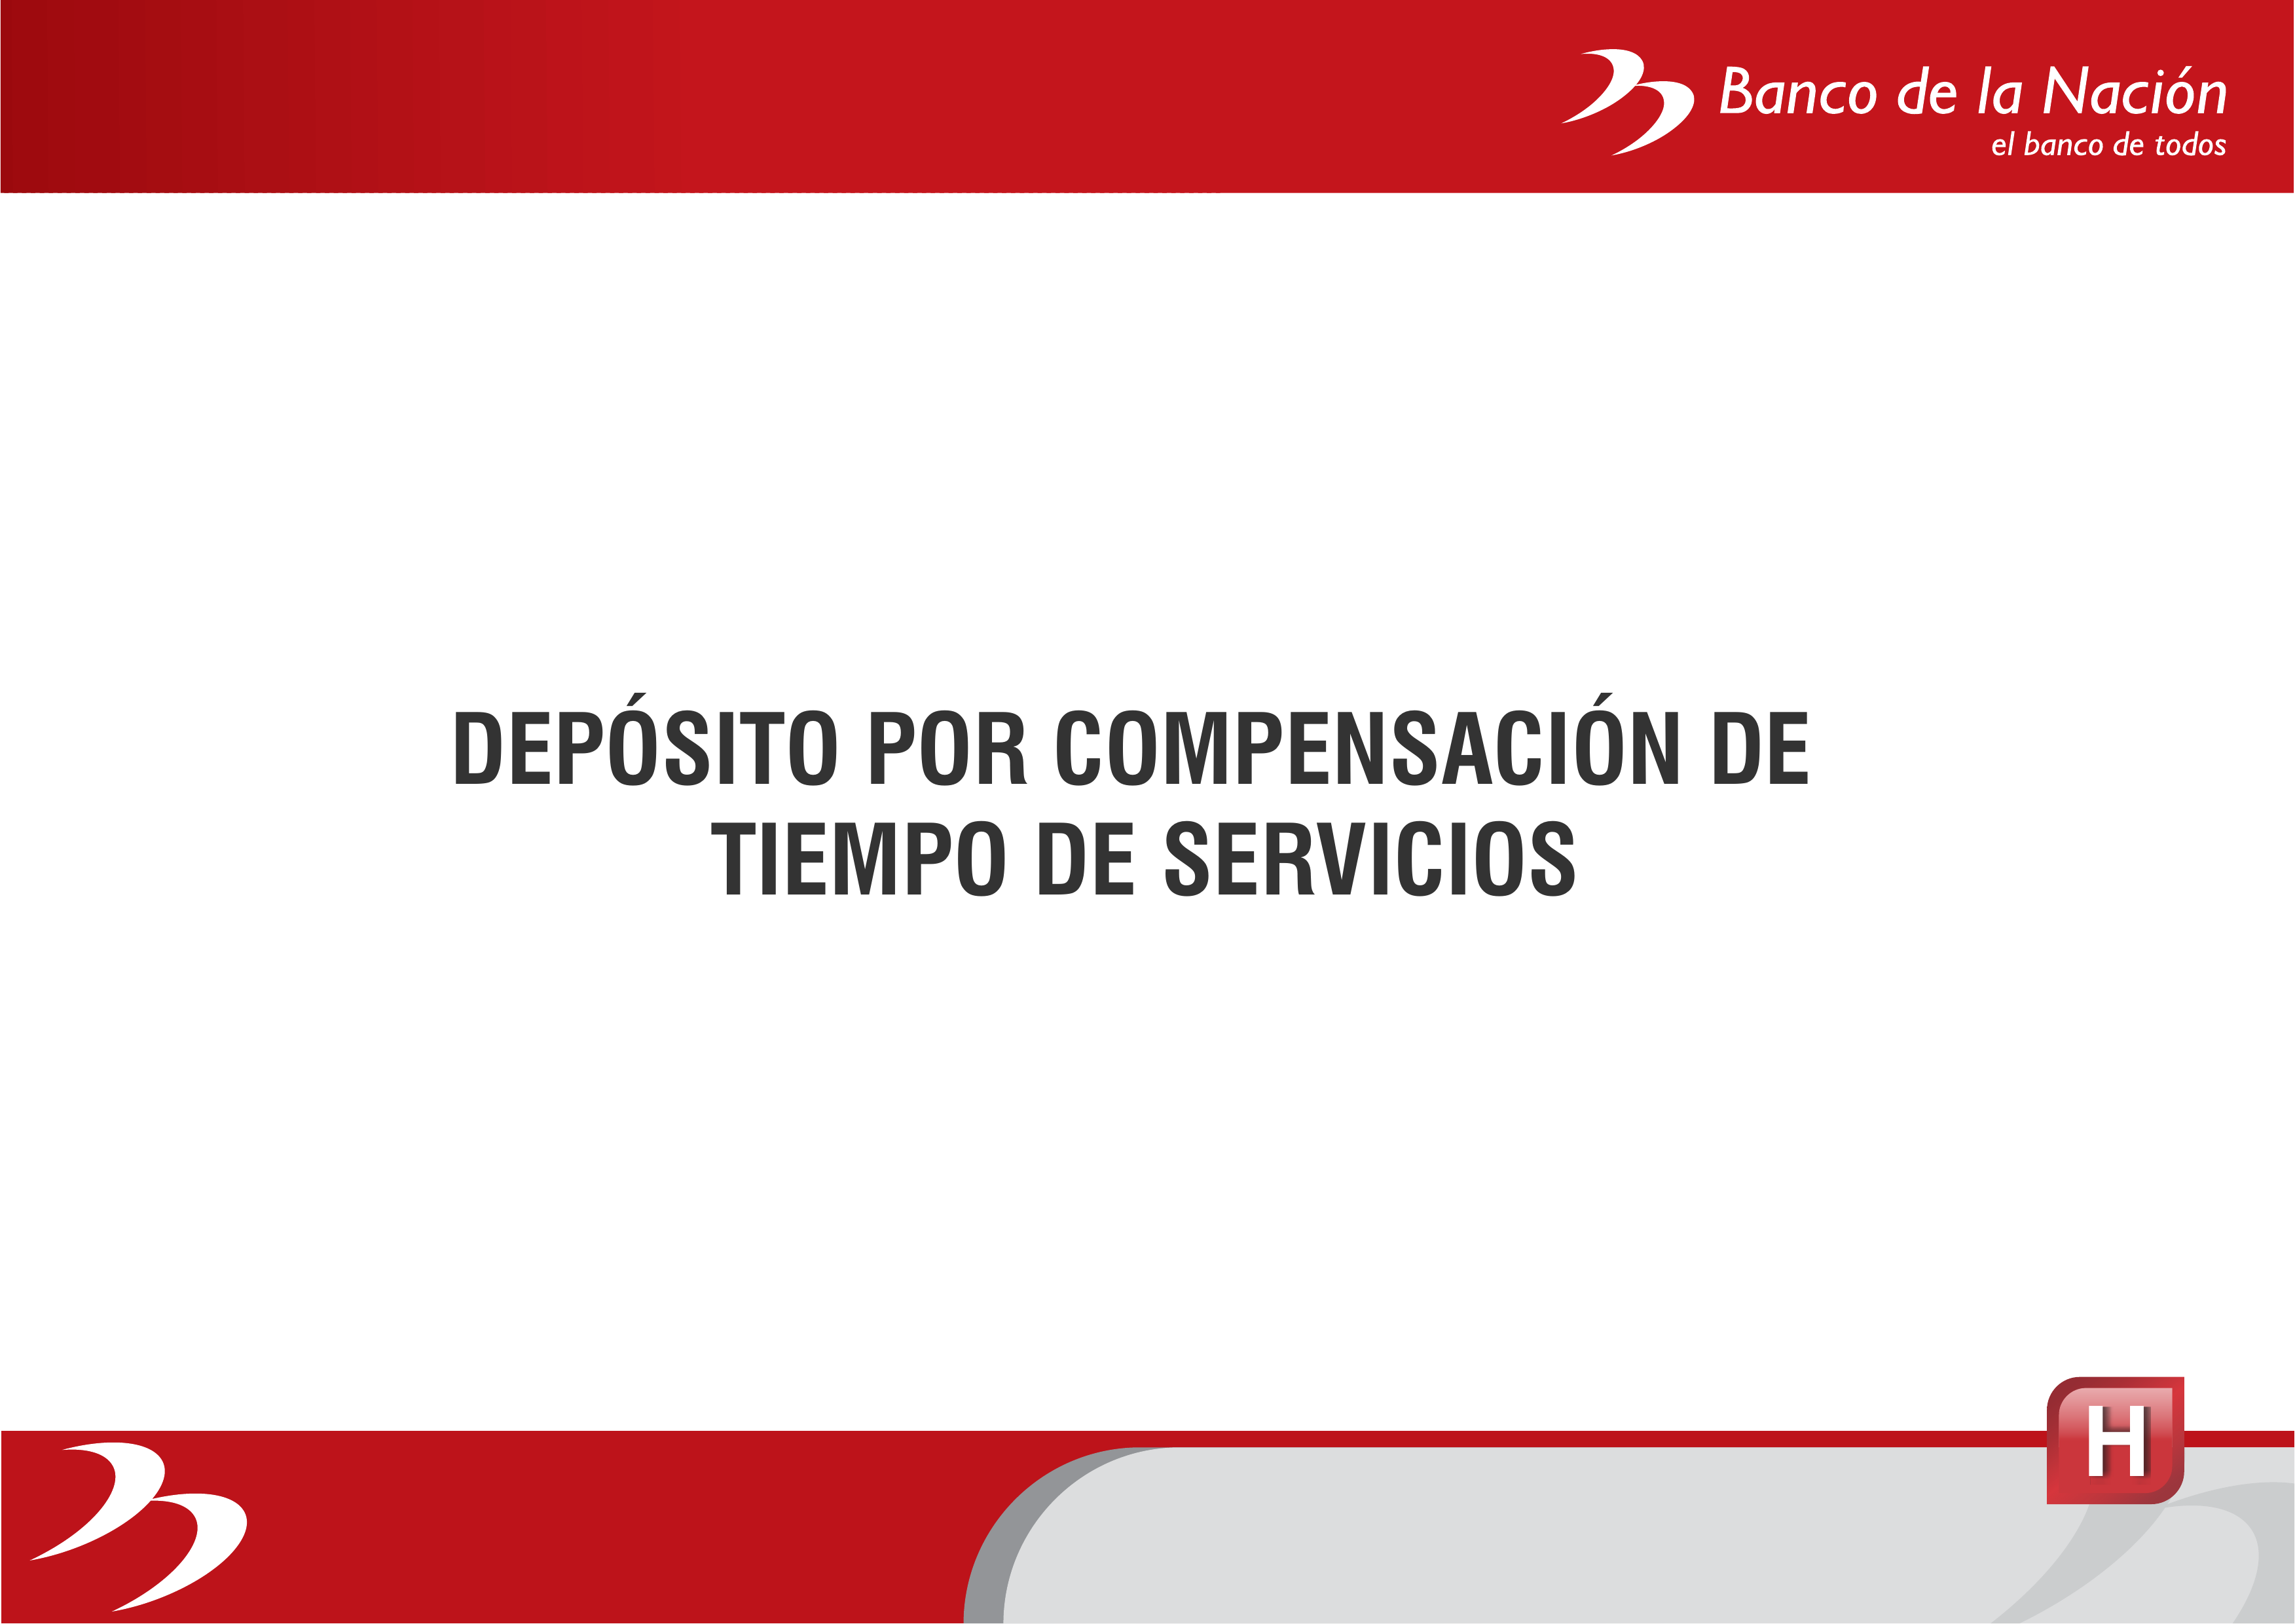 Banco de la Nación
el banco de todos
DEPÓSITO POR COMPENSACIÓN DE
TIEMPO DE SERVICIOS
H